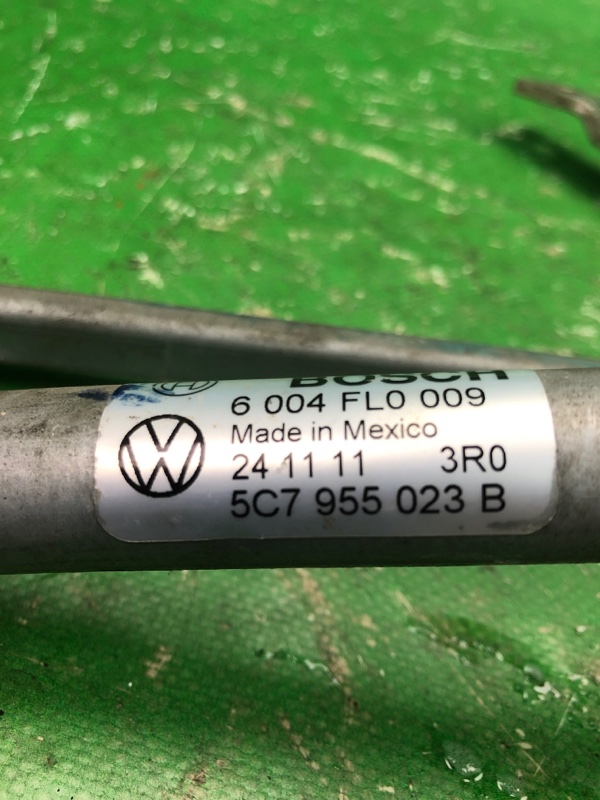 BOSCH
6 004 FL0 009
Made in Mexico
24 11 11 3R0
5C7 955 023 B